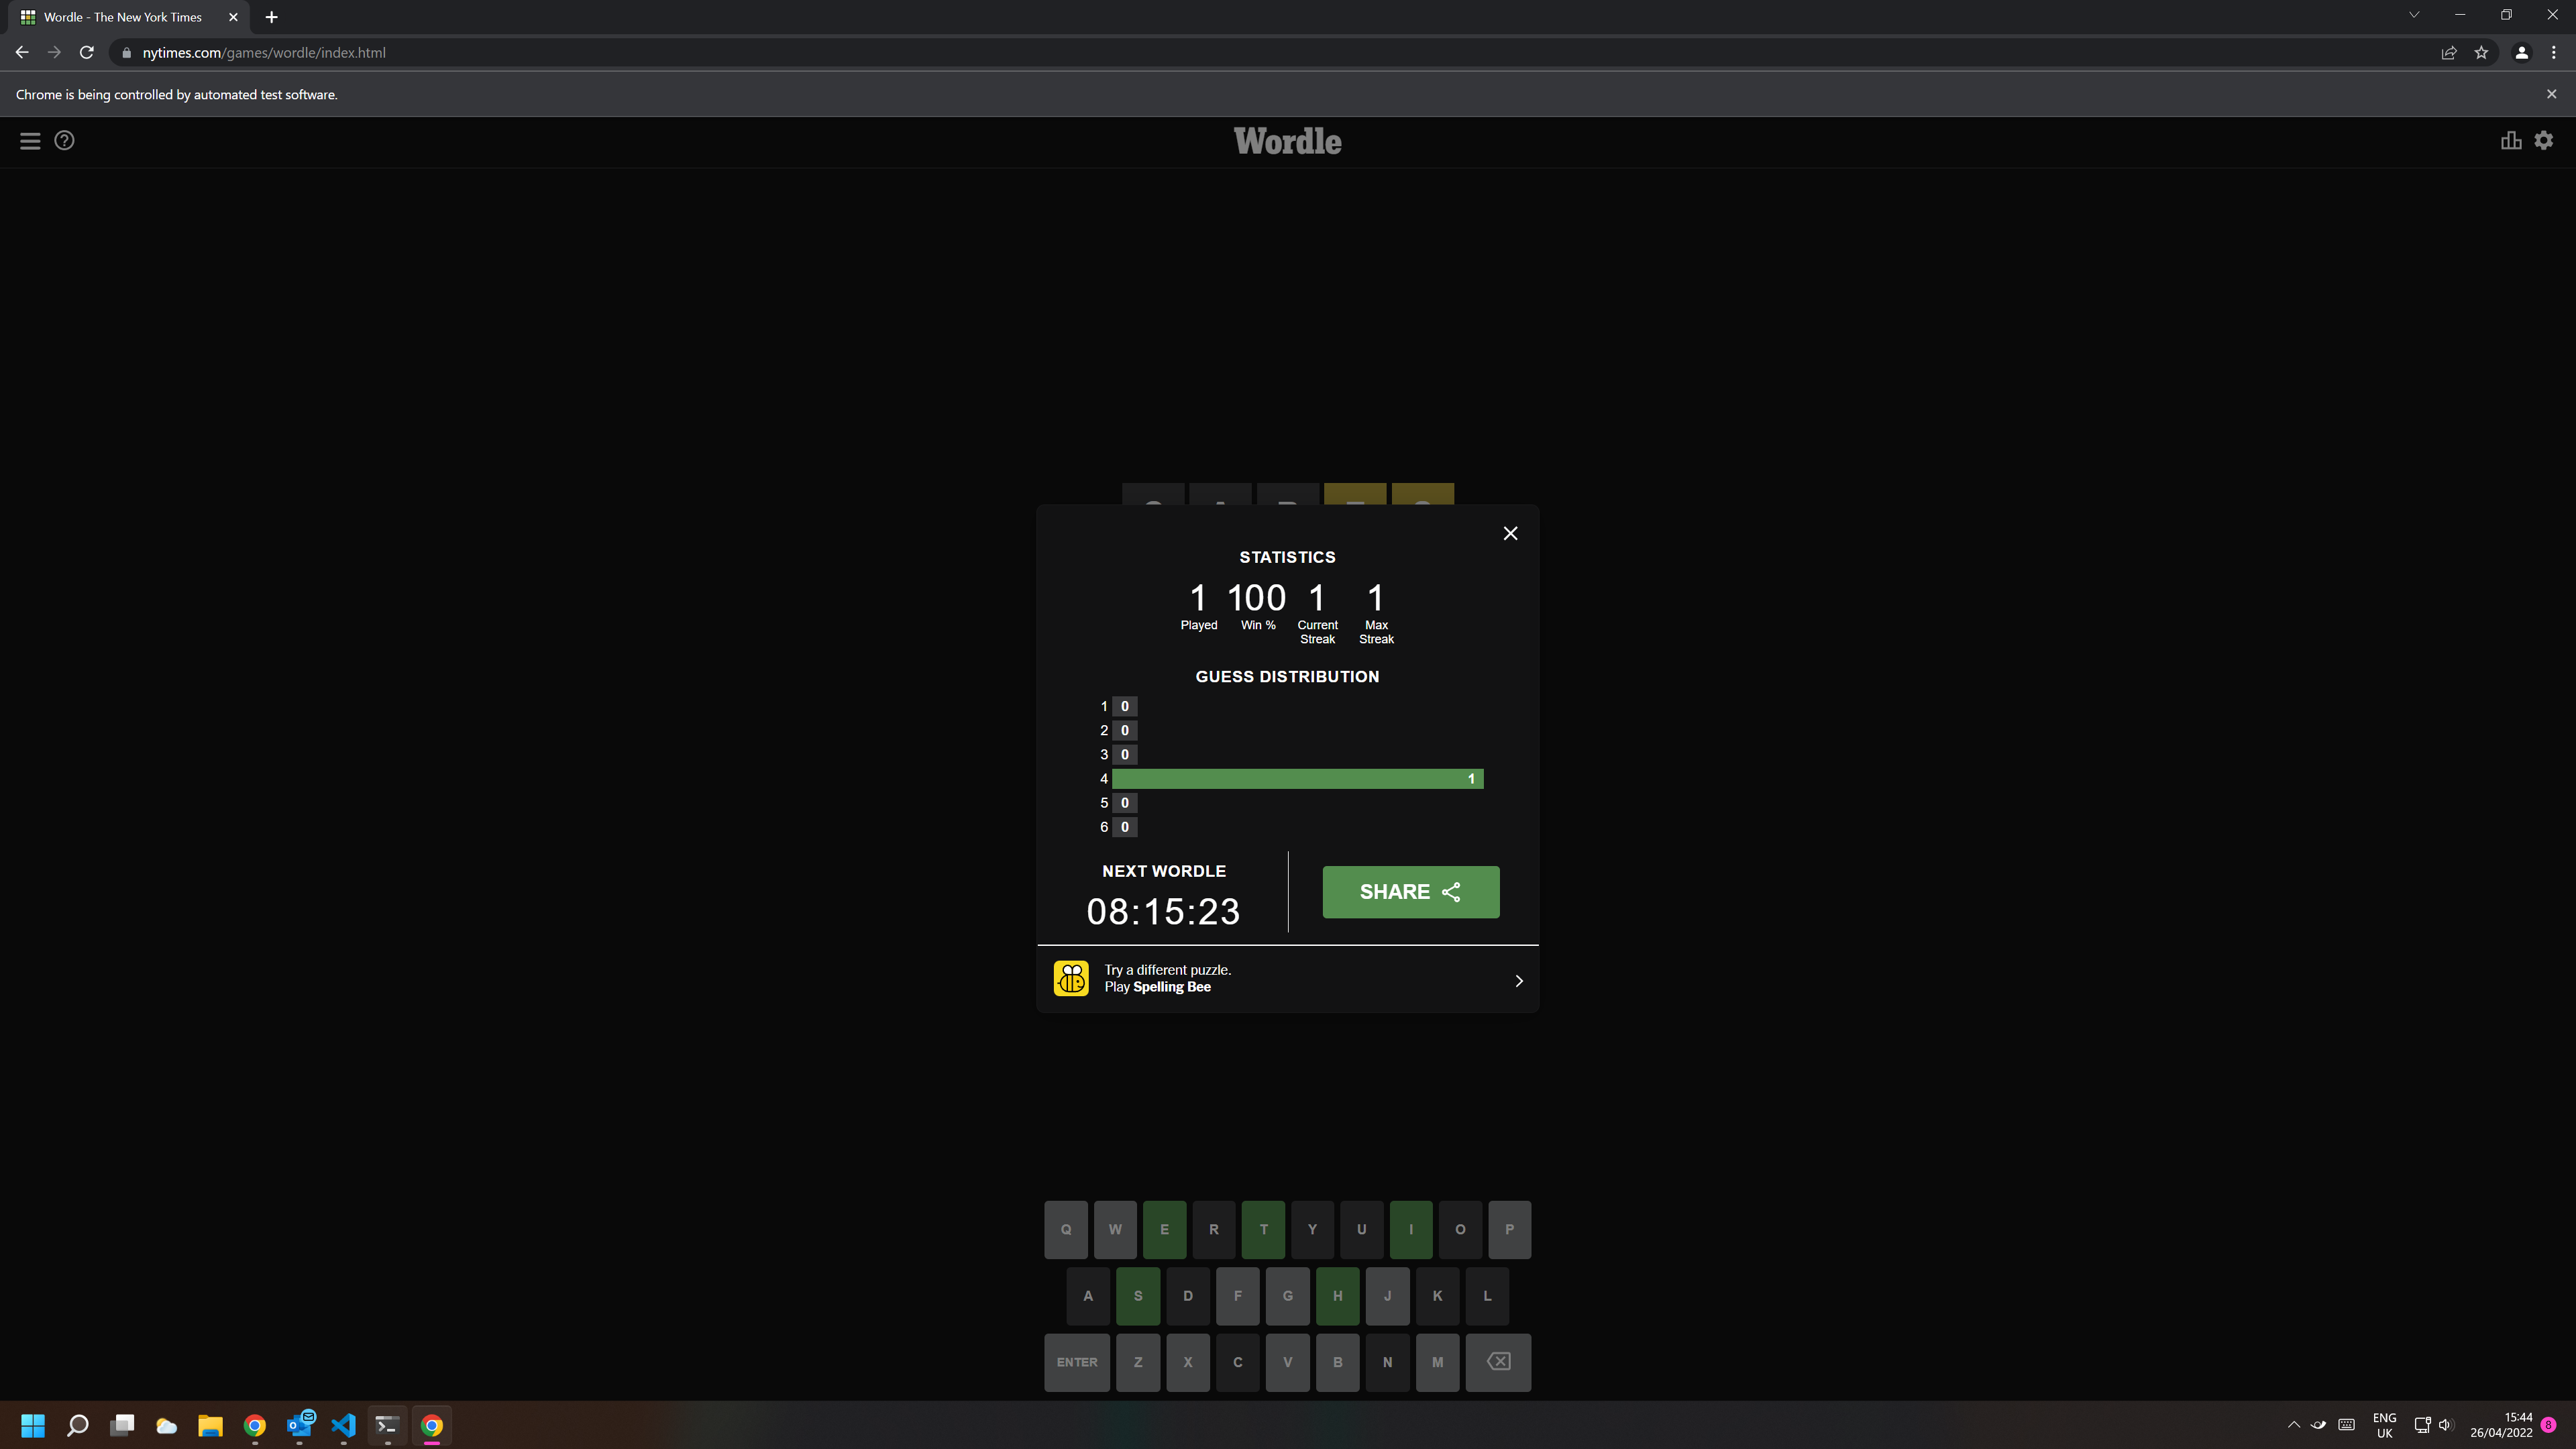 Wordle - The New York Times
nytimes.com/games/wordle/index.html
Chrome is being controlled by automated test software.
Wordle
STATISTICS
1 100 1 1
Played Win % Current Streak Max Streak
GUESS DISTRIBUTION
1 0
2 0
3 0
4 1
5 0
6 0
NEXT WORDLE
08:15:23
SHARE
Try a different puzzle.
Play Spelling Bee
Q W E R T Y U I O P
A S D F G H J K L
ENTER Z X C V B N M
ENG
UK
15:44
26/04/2022
8